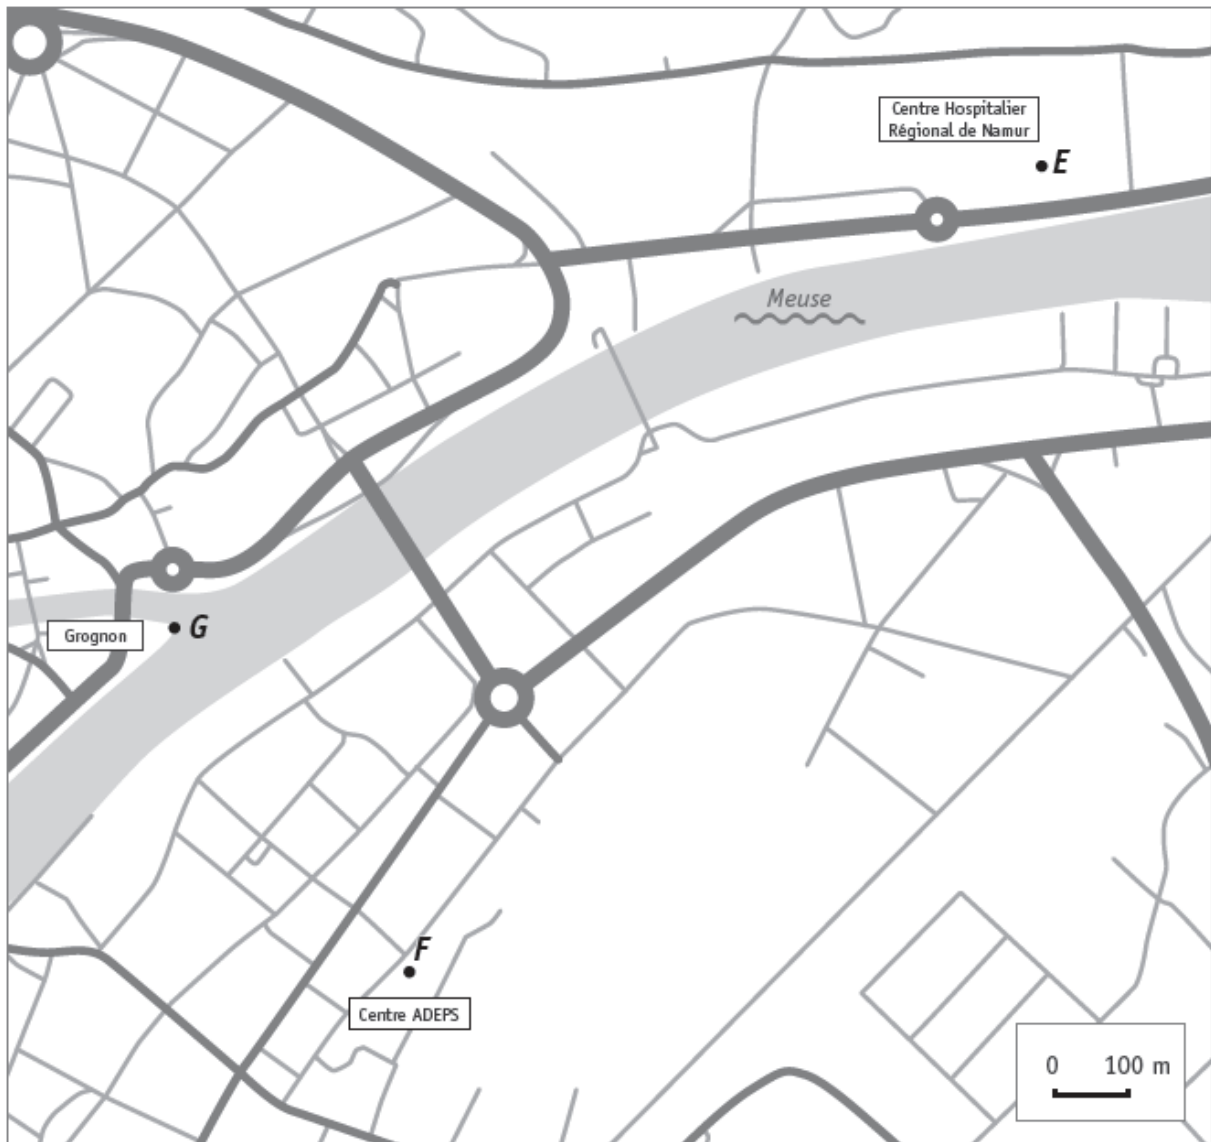 Centre Hospitalier
Régional de Namur
E
Meuse
G
Grognon
F
Centre ADEPS
0 100 m